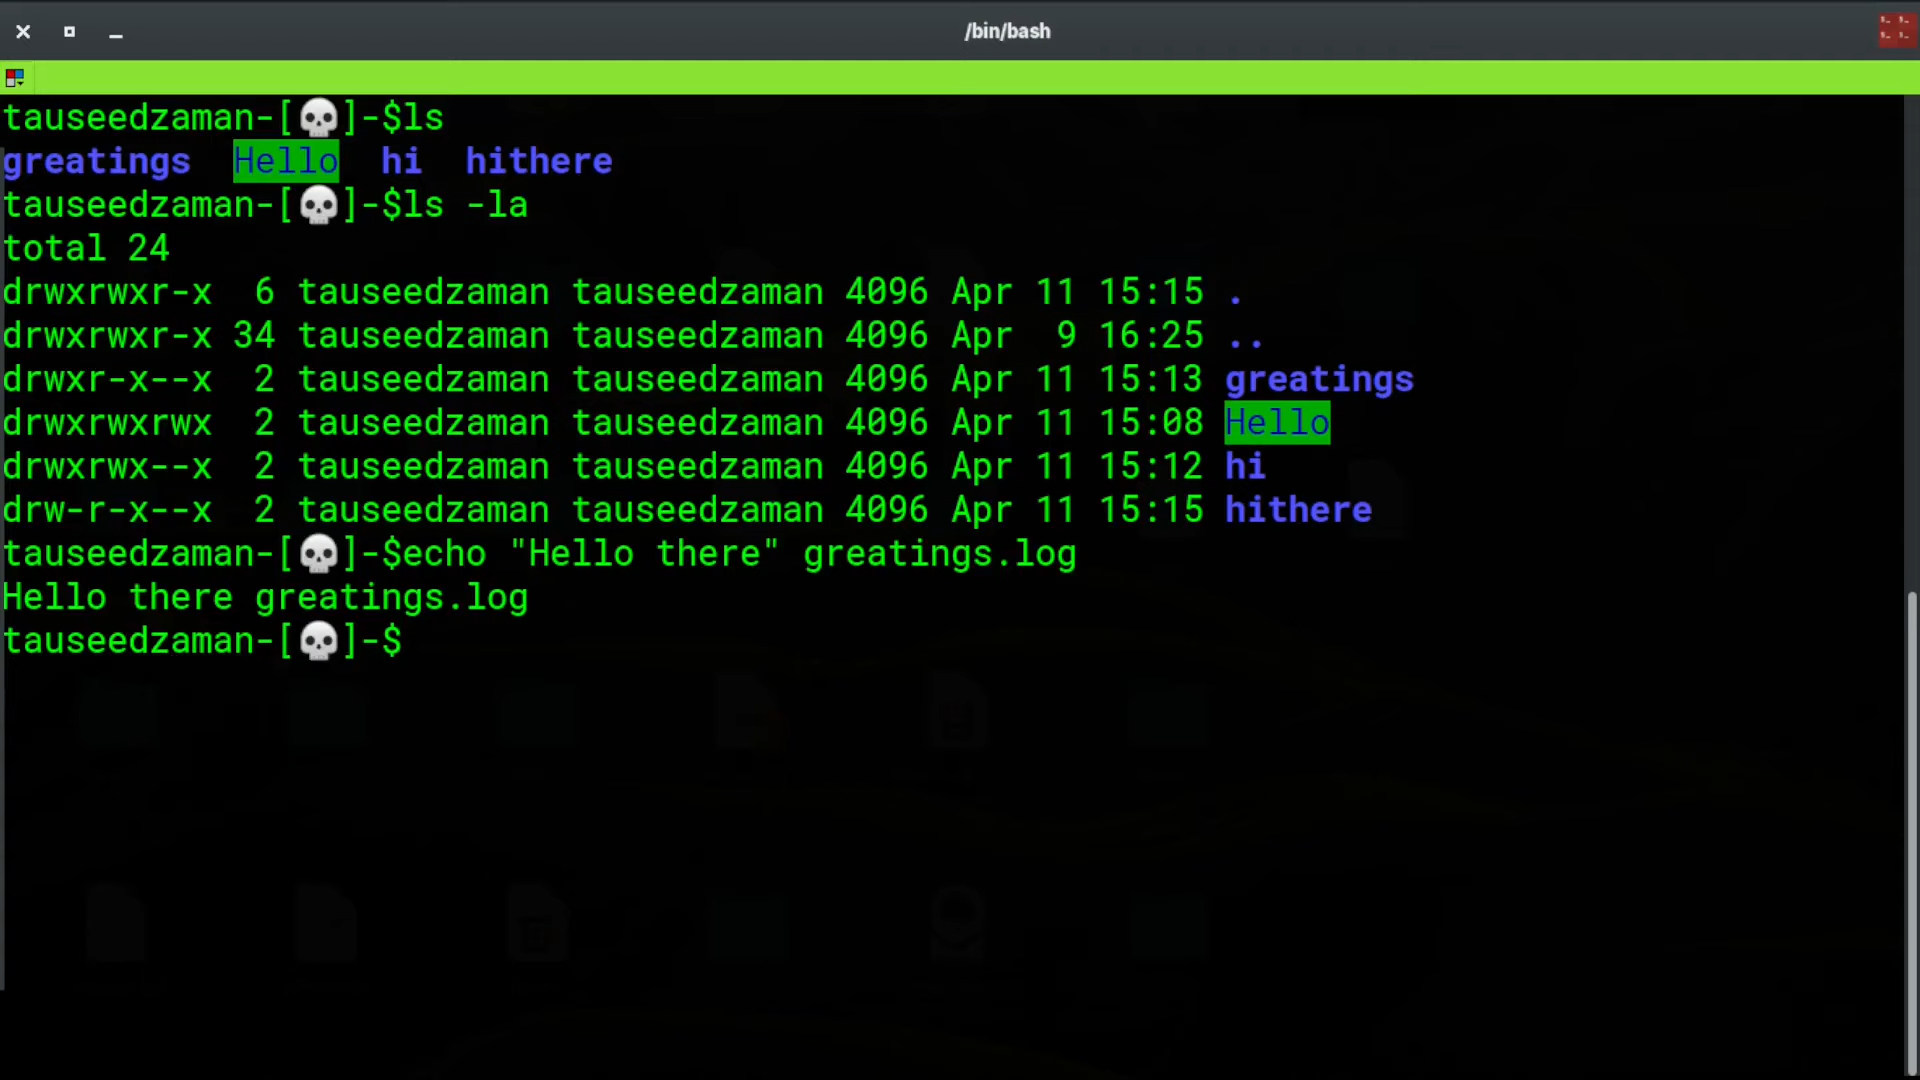 /bin/bash
tauseedzaman-[💀]-$ls
greatings  Hello  hi  hithere
tauseedzaman-[💀]-$ls -la
total 24
drwxrwxr-x  6 tauseedzaman tauseedzaman 4096 Apr 11 15:15 .
drwxrwxr-x 34 tauseedzaman tauseedzaman 4096 Apr  9 16:25 ..
drwxr-x--x  2 tauseedzaman tauseedzaman 4096 Apr 11 15:13 greatings
drwxrwxrwx  2 tauseedzaman tauseedzaman 4096 Apr 11 15:08 Hello
drwxrwx--x  2 tauseedzaman tauseedzaman 4096 Apr 11 15:12 hi
drw-r-x--x  2 tauseedzaman tauseedzaman 4096 Apr 11 15:15 hithere
tauseedzaman-[💀]-$echo "Hello there" greatings.log
Hello there greatings.log
tauseedzaman-[💀]-$